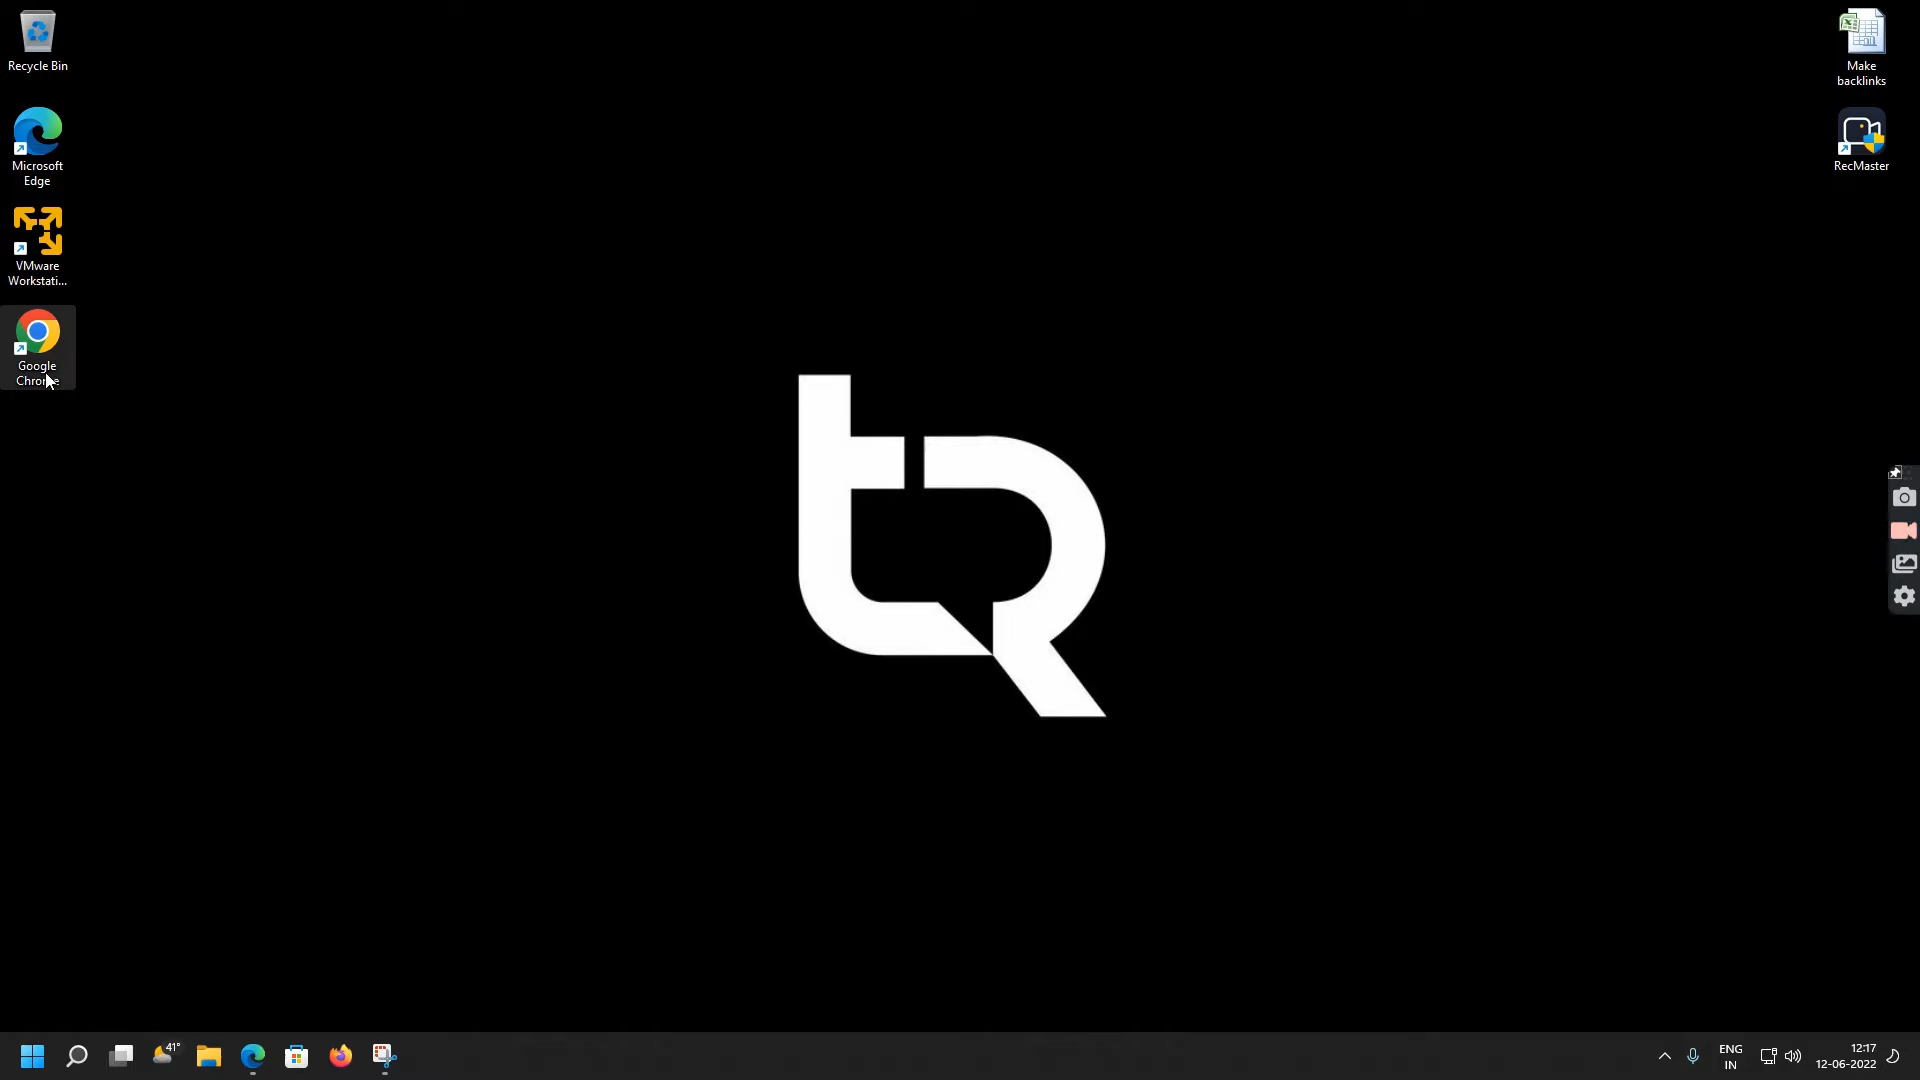 Recycle Bin
Microsoft
Edge
VMware
Workstati...
Google
Chrome
Make
backlinks
RecMaster
41°
ENG
IN
12:17
12-06-2022